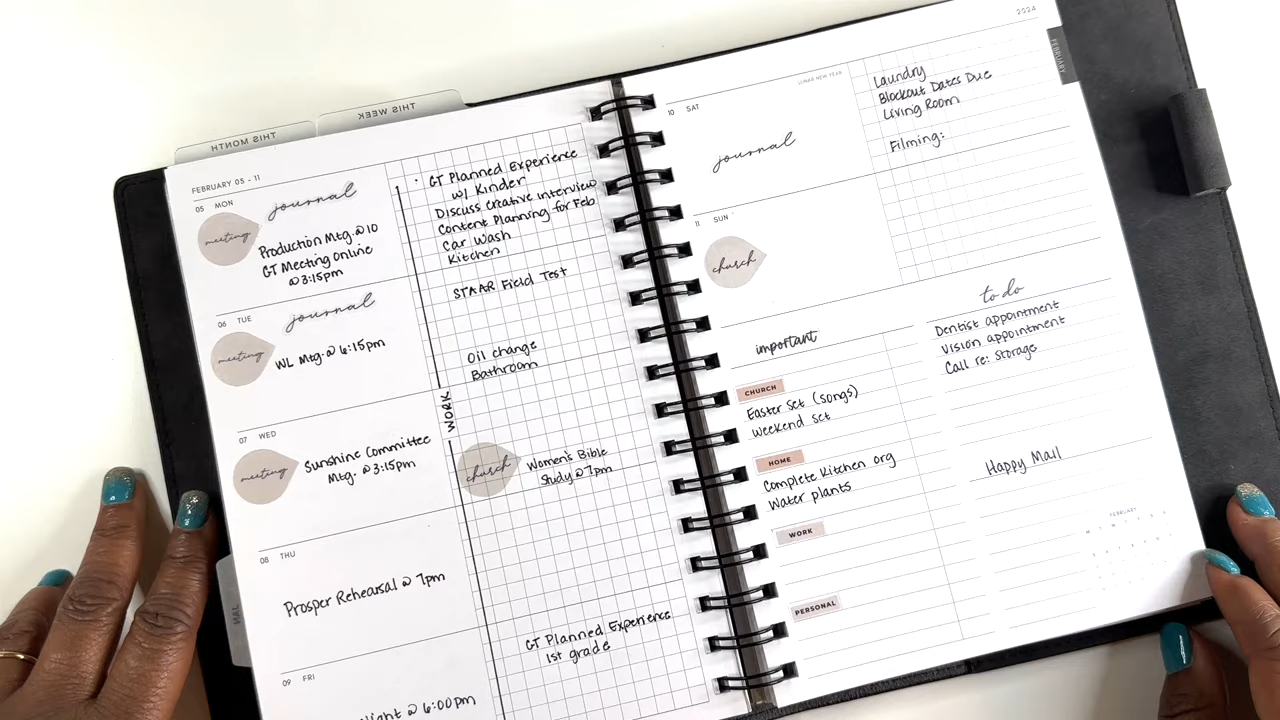 THIS MONTH
THIS WEEK
FEBRUARY 05 - 11
05 MON
journal
meeting
Production Mtg. @ 10
GT Meeting online
@ 3:15pm
GT Planned Experience
w/ Kinder
Discuss creative interview
Content Planning for Feb
Car Wash
Kitchen
06 TUE
journal
meeting
WL Mtg @ 6:15pm
STAAR Field Test
Oil change
Bathroom
WORK
07 WED
meeting
Sunshine Committee
Mtg. @ 3:15pm
church
Women's Bible
Study @ 7pm
08 THU
Prosper Rehearsal @ 7pm
GT Planned Experience
1st grade
09 FRI
@ 6:00pm
JAN
2024
FEBRUARY
10 SAT
LUNAR NEW YEAR
journal
Laundry
Blockout Dates Due
Living Room
Filming:
11 SUN
church
important
CHURCH
Easter Set (songs)
Weekend set
HOME
Complete Kitchen org
Water plants
WORK
PERSONAL
to do
Dentist appointment
Vision appointment
Call re: Storage
Happy Mail
FEBRUARY